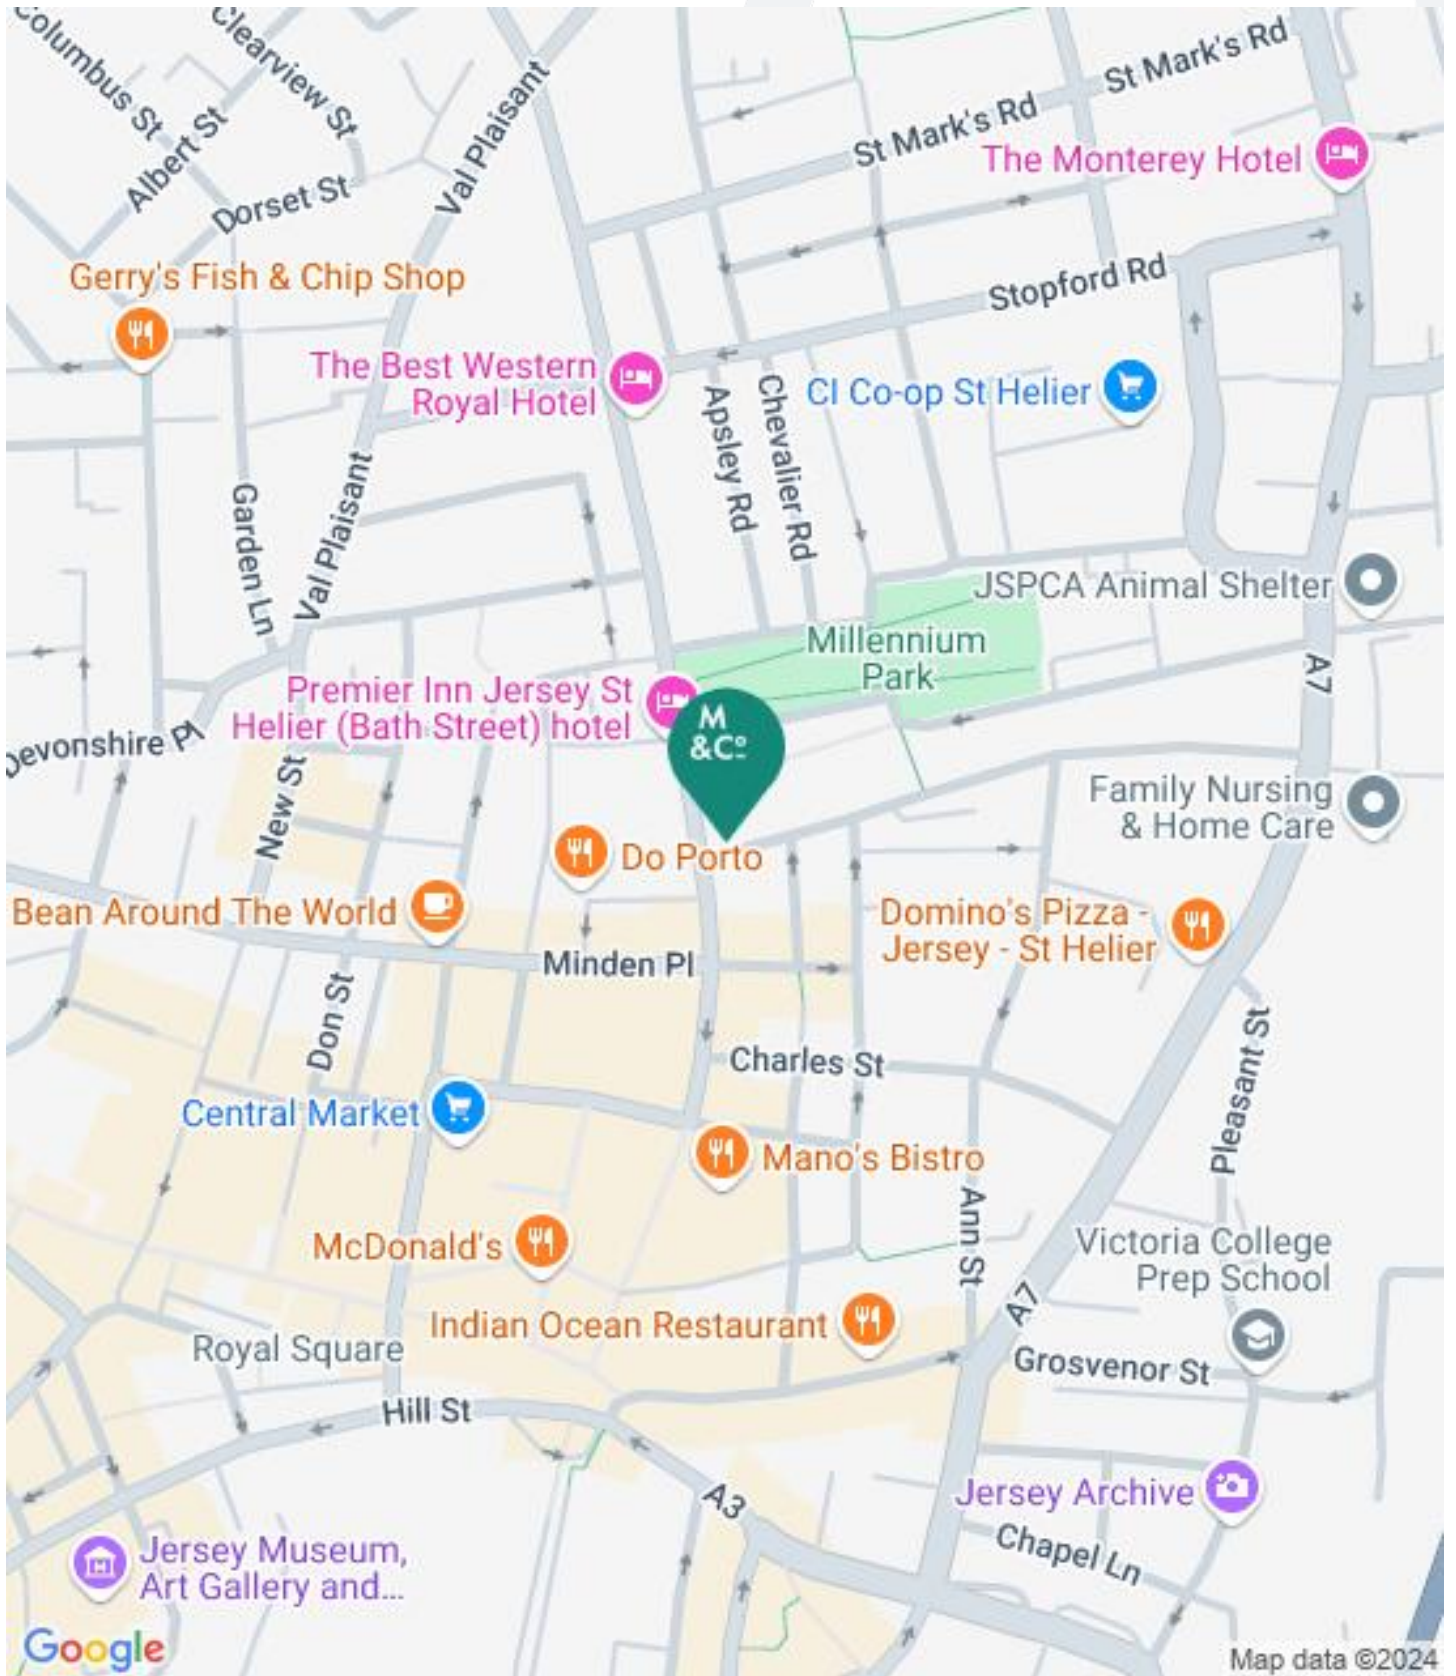 Columbus St
Clearview St
Albert St
Dorset St
Val Plaisant
St Mark's Rd
St Mark's Rd
The Monterey Hotel
Gerry's Fish & Chip Shop
Stopford Rd
The Best Western
Royal Hotel
CI Co-op St Helier
Apsley Rd
Chevalier Rd
Garden Ln
Val Plaisant
JSPCA Animal Shelter
Millennium
Park
A7
Premier Inn Jersey St
Helier (Bath Street) hotel
M
&Cº
Devonshire Pl
New St
Family Nursing
& Home Care
Do Porto
Bean Around The World
Domino's Pizza -
Jersey - St Helier
Minden Pl
Don St
Charles St
Pleasant St
Central Market
Mano's Bistro
Ann St
McDonald's
Victoria College
Prep School
Indian Ocean Restaurant
A7
Royal Square
Grosvenor St
Hill St
Jersey Archive
A3
Chapel Ln
Jersey Museum,
Art Gallery and...
Google
Map data ©2024